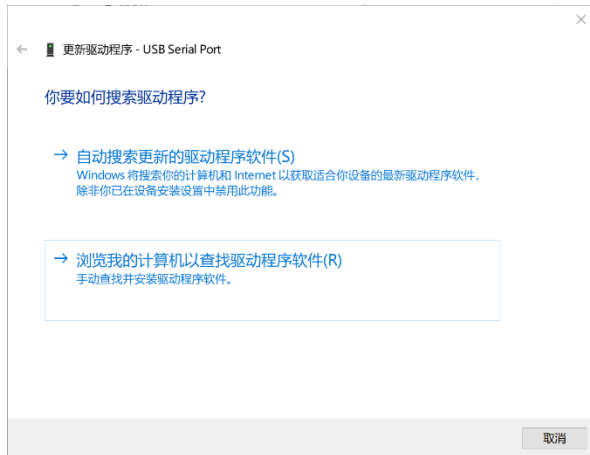 更新驱动程序 - USB Serial Port
你要如何搜索驱动程序?
自动搜索更新的驱动程序软件(S)
Windows 将搜索你的计算机和 Internet 以获取适合你设备的最新驱动程序软件,
除非你已在设备安装设置中禁用此功能。
浏览我的计算机以查找驱动程序软件(R)
手动查找并安装驱动程序软件。
取消